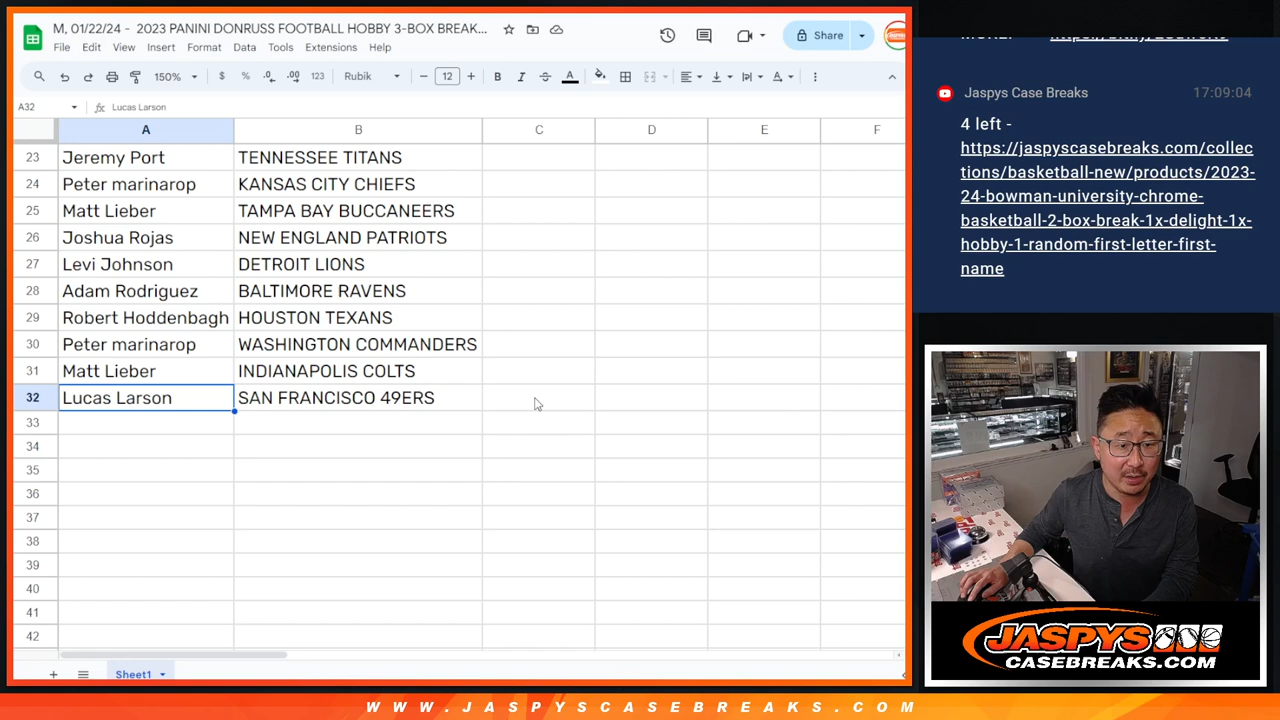 M, 01/22/24 - 2023 PANINI DONRUSS FOOTBALL HOBBY 3-BOX BREAK...
File Edit View Insert Format Data Tools Extensions Help
Share
150% $ % .0 .00 123 Rubik 12 B I A
A32 fx Lucas Larson
A B C D E F
23 Jeremy Port TENNESSEE TITANS
24 Peter marinarop KANSAS CITY CHIEFS
25 Matt Lieber TAMPA BAY BUCCANEERS
26 Joshua Rojas NEW ENGLAND PATRIOTS
27 Levi Johnson DETROIT LIONS
28 Adam Rodriguez BALTIMORE RAVENS
29 Robert Hoddenbagh HOUSTON TEXANS
30 Peter marinarop WASHINGTON COMMANDERS
31 Matt Lieber INDIANAPOLIS COLTS
32 Lucas Larson SAN FRANCISCO 49ERS
33
34
35
36
37
38
39
40
41
42
Sheet1
Jaspys Case Breaks 17:09:04
4 left -
https://jaspyscasebreaks.com/collec
tions/basketball-new/products/2023-
24-bowman-university-chrome-
basketball-2-box-break-1x-delight-1x-
hobby-1-random-first-letter-first-
name
JASPYS
CASEBREAKS.COM
WWW.JASPYSCASEBREAKS.COM